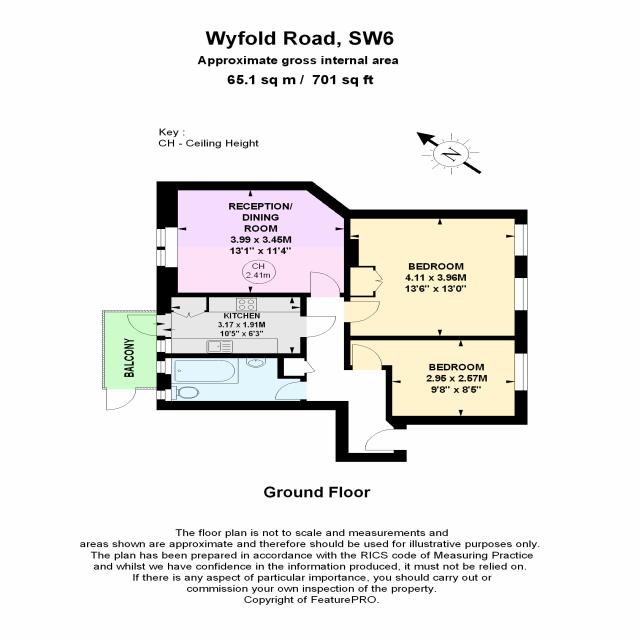 Wyfold Road, SW6
Approximate gross internal area
65.1 sq m / 701 sq ft
Key :
CH - Ceiling Height
N
RECEPTION/
DINING
ROOM
3.99 x 3.45M
13'1" x 11'4"
CH
2.41m
BEDROOM
4.11 x 3.96M
13'6" x 13'0"
KITCHEN
3.17 x 1.91M
10'5" x 6'3"
BALCONY
BEDROOM
2.95 x 2.57M
9'8" x 8'5"
Ground Floor
The floor plan is not to scale and measurements and
areas shown are approximate and therefore should be used for illustrative purposes only.
The plan has been prepared in accordance with the RICS code of Measuring Practice
and whilst we have confidence in the information produced, it must not be relied on.
If there is any aspect of particular importance, you should carry out or
commission your own inspection of the property.
Copyright of FeaturePRO.